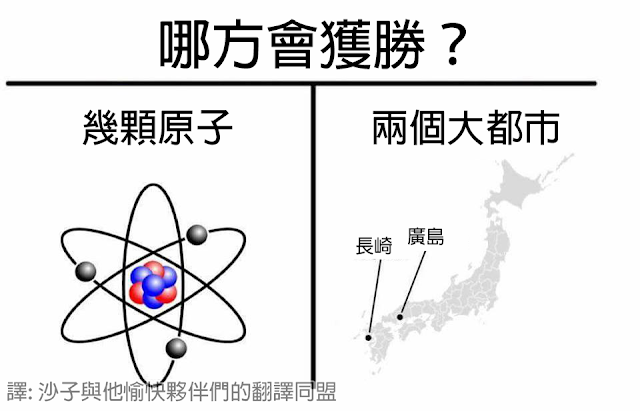 哪方會獲勝？
幾顆原子
兩個大都市
長崎
廣島
譯: 沙子與他愉快夥伴們的翻譯同盟